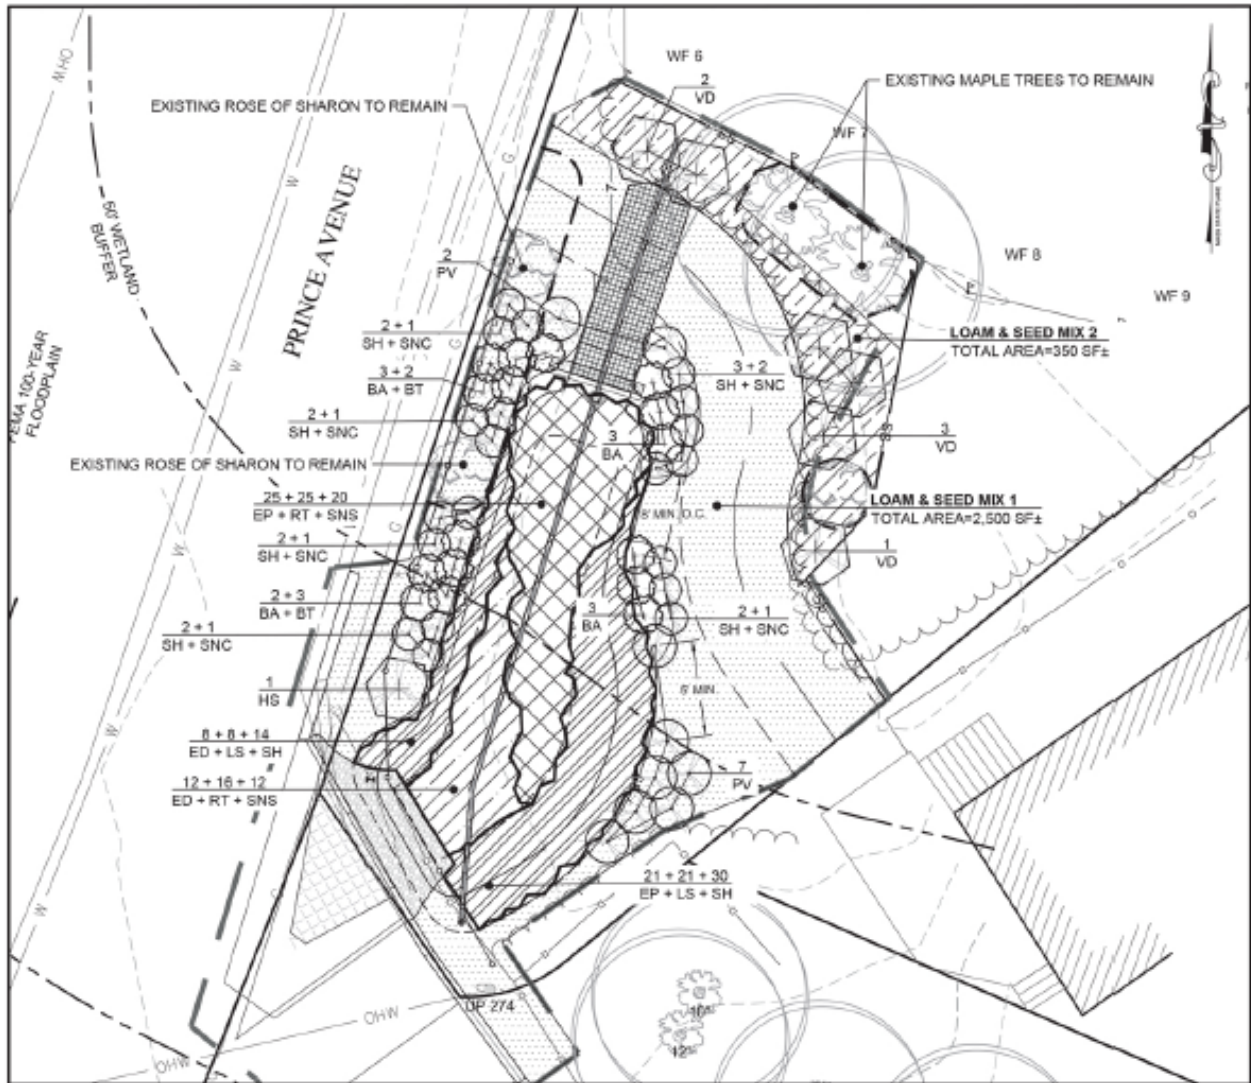 OHW
WF 6
2
VD
EXISTING MAPLE TREES TO REMAIN
EXISTING ROSE OF SHARON TO REMAIN
WF 7
G
W
PRINCE AVENUE
50' WETLAND
BUFFER
2
PV
WF 8
WF 9
2 + 1
SH + SNC
G
LOAM & SEED MIX 2
TOTAL AREA=350 SF±
W
3 + 2
BA + BT
3 + 2
SH + SNC
FEMA 100-YEAR
FLOODPLAIN
2 + 1
SH + SNC
3
BA
3
VD
EXISTING ROSE OF SHARON TO REMAIN
25 + 25 + 20
EP + RT + SNS
LOAM & SEED MIX 1
TOTAL AREA=2,500 SF±
G
W
2 + 1
SH + SNC
1
VD
2 + 3
BA + BT
3
BA
2 + 1
SH + SNC
2 + 1
SH + SNC
1
HS
5' MIN.
8 + 8 + 14
ED + LS + SH
W
7
PV
12 + 16 + 12
ED + RT + SNS
21 + 21 + 30
EP + LS + SH
W
UP 274
OHW
10"
12"
OHW